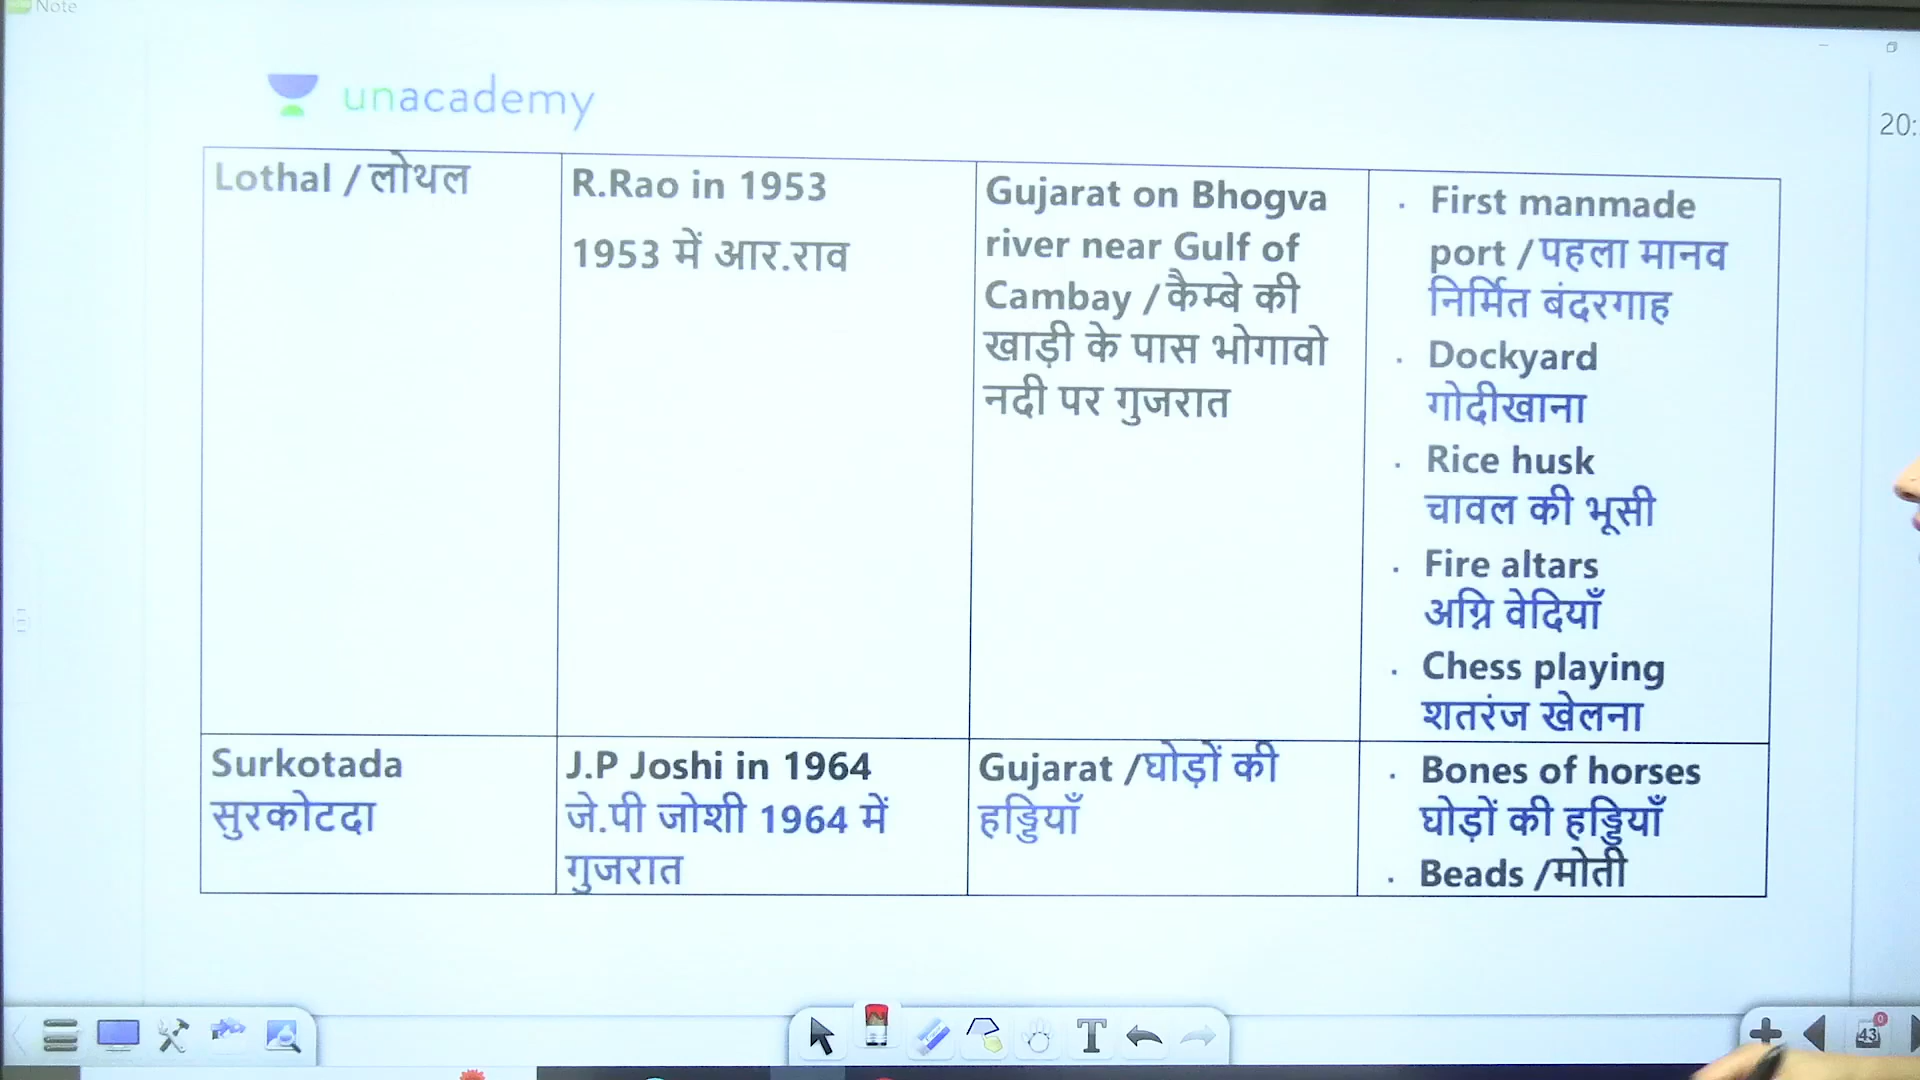 Note
unacademy
20:
Lothal / लोथल
R.Rao in 1953
1953 में आर.राव
Gujarat on Bhogva
river near Gulf of
Cambay / कैम्बे की
खाड़ी के पास भोगावो
नदी पर गुजरात
. First manmade
port / पहला मानव
निर्मित बंदरगाह
. Dockyard
गोदीखाना
. Rice husk
चावल की भूसी
. Fire altars
अग्नि वेदियाँ
. Chess playing
शतरंज खेलना
Surkotada
सुरकोटदा
J.P Joshi in 1964
जे.पी जोशी 1964 में
गुजरात
Gujarat /घोड़ों की
हड्डियाँ
. Bones of horses
घोड़ों की हड्डियाँ
. Beads /मोती
T
43
0